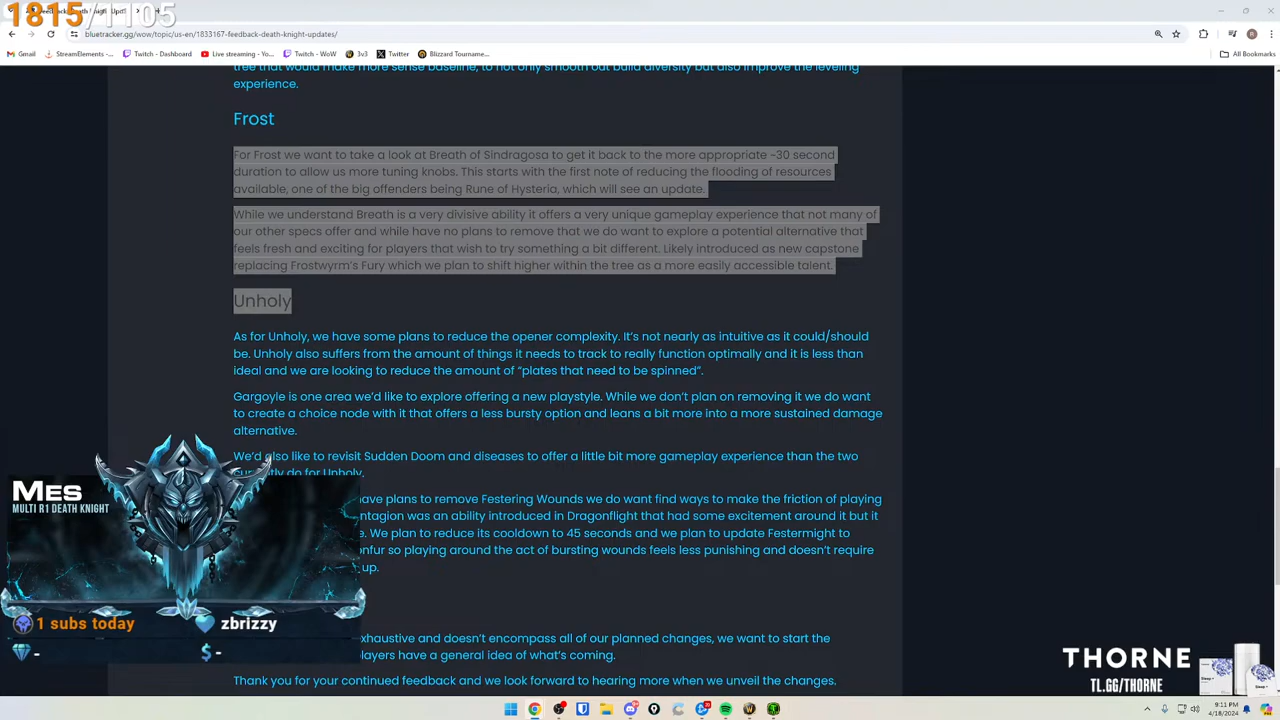 1815/1105
bluetracker.gg/wow/topic/us-en/1833167-feedback-death-knight-updates/
Gmail
StreamElements -...
Twitch - Dashboard
Live streaming - Yo...
Twitch - WoW
3v3
Twitter
Blizzard Tourname...
All Bookmarks
tree that would make more sense baseline, to not only smooth out build diversity but also improve the leveling
experience.
Frost
For Frost we want to take a look at Breath of Sindragosa to get it back to the more appropriate ~30 second
duration to allow us more tuning knobs. This starts with the first note of reducing the flooding of resources
available, one of the big offenders being Rune of Hysteria, which will see an update.
While we understand Breath is a very divisive ability it offers a very unique gameplay experience that not many of
our other specs offer and while have no plans to remove that we do want to explore a potential alternative that
feels fresh and exciting for players that wish to try something a bit different. Likely introduced as new capstone
replacing Frostwyrm's Fury which we plan to shift higher within the tree as a more easily accessible talent.
Unholy
As for Unholy, we have some plans to reduce the opener complexity. It's not nearly as intuitive as it could/should
be. Unholy also suffers from the amount of things it needs to track to really function optimally and it is less than
ideal and we are looking to reduce the amount of "plates that need to be spinned".
Gargoyle is one area we'd like to explore offering a new playstyle. While we don't plan on removing it we do want
to create a choice node with it that offers a less bursty option and leans a bit more into a more sustained damage
alternative.
We'd also like to revisit Sudden Doom and diseases to offer a little bit more gameplay experience than the two
currently do for Unholy.
have plans to remove Festering Wounds we do want find ways to make the friction of playing
ntagion was an ability introduced in Dragonflight that had some excitement around it but it
. We plan to reduce its cooldown to 45 seconds and we plan to update Festermight to
onfur so playing around the act of bursting wounds feels less punishing and doesn't require
up.
MES
MULTI R1 DEATH KNIGHT
1 subs today
zbrizzy
-
$ -
xhaustive and doesn't encompass all of our planned changes, we want to start the
layers have a general idea of what's coming.
Thank you for your continued feedback and we look forward to hearing more when we unveil the changes.
THORNE
TL.GG/THORNE
9:11 PM
4/18/2024